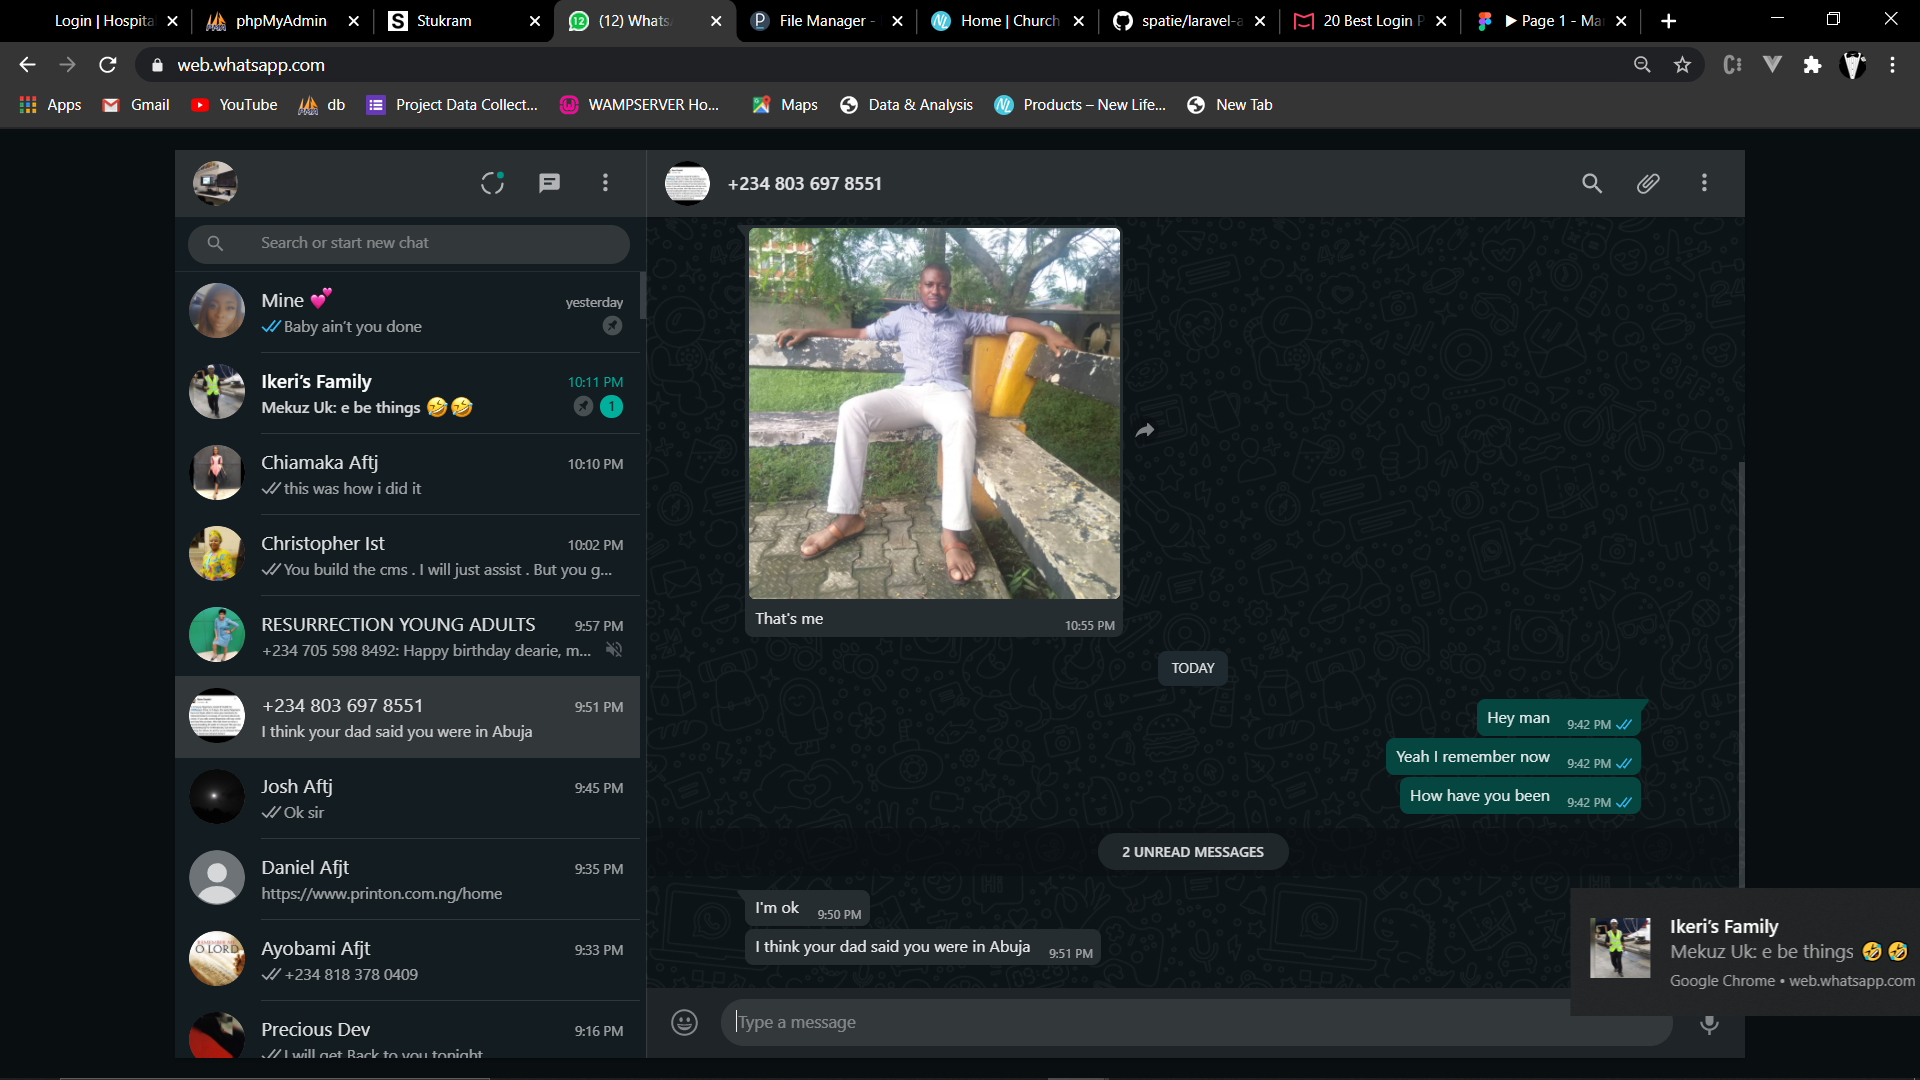 Login | Hospita
phpMyAdmin
Stukram
(12) Whats
File Manager -
Home | Church
spatie/laravel-a
20 Best Login P
Page 1 - Ma
web.whatsapp.com
Apps
Gmail
YouTube
db
Project Data Collect...
WAMPSERVER Ho...
Maps
Data & Analysis
Products – New Life...
New Tab
Search or start new chat
Mine 💕
yesterday
Baby ain't you done
Ikeri's Family
10:11 PM
Mekuz Uk: e be things 🤣🤣
1
Chiamaka Aftj
10:10 PM
this was how i did it
Christopher Ist
10:02 PM
You build the cms . I will just assist . But you g...
RESURRECTION YOUNG ADULTS
9:57 PM
+234 705 598 8492: Happy birthday dearie, m...
+234 803 697 8551
9:51 PM
I think your dad said you were in Abuja
Josh Aftj
9:45 PM
Ok sir
Daniel Afjt
9:35 PM
https://www.printon.com.ng/home
O LORD
Ayobami Afjt
9:33 PM
+234 818 378 0409
Precious Dev
9:16 PM
I will get Back to you tonight
+234 803 697 8551
That's me
10:55 PM
TODAY
Hey man
9:42 PM
Yeah I remember now
9:42 PM
How have you been
9:42 PM
2 UNREAD MESSAGES
I'm ok
9:50 PM
I think your dad said you were in Abuja
9:51 PM
Type a message
Ikeri's Family
Mekuz Uk: e be things 🤣🤣
Google Chrome • web.whatsapp.com